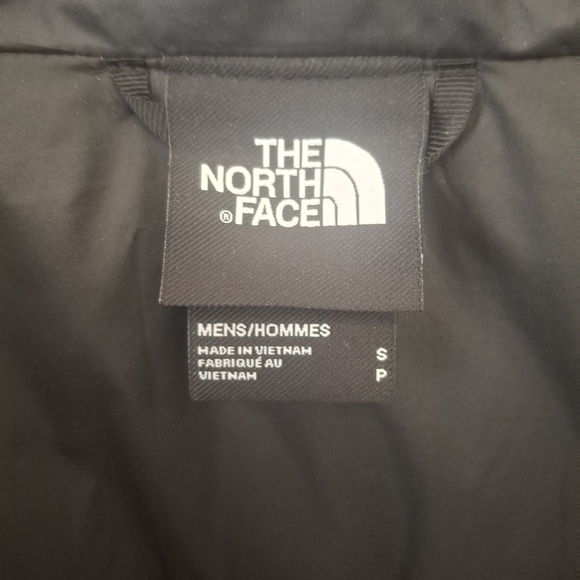 THE
NORTH
® FACE
MENS/HOMMES
MADE IN VIETNAM S
FABRIQUÉ AU
VIETNAM P